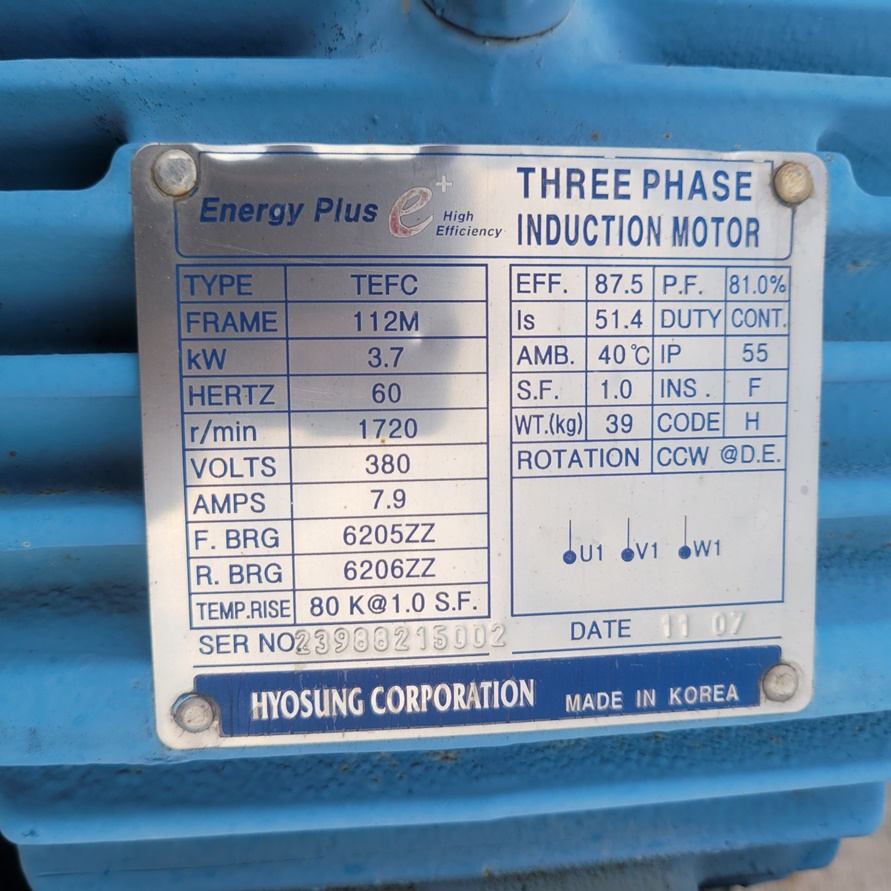 Energy Plus e+ High Efficiency
THREE PHASE
INDUCTION MOTOR
TYPE TEFC
FRAME 112M
kW 3.7
HERTZ 60
r/min 1720
VOLTS 380
AMPS 7.9
F. BRG 6205ZZ
R. BRG 6206ZZ
TEMP.RISE 80 K@1.0 S.F.
EFF. 87.5 P.F. 81.0%
Is 51.4 DUTY CONT.
AMB. 40℃ IP 55
S.F. 1.0 INS. F
WT.(kg) 39 CODE H
ROTATION CCW @D.E.
U1 V1 W1
SER NO. 23988215002
DATE 11 07
HYOSUNG CORPORATION MADE IN KOREA